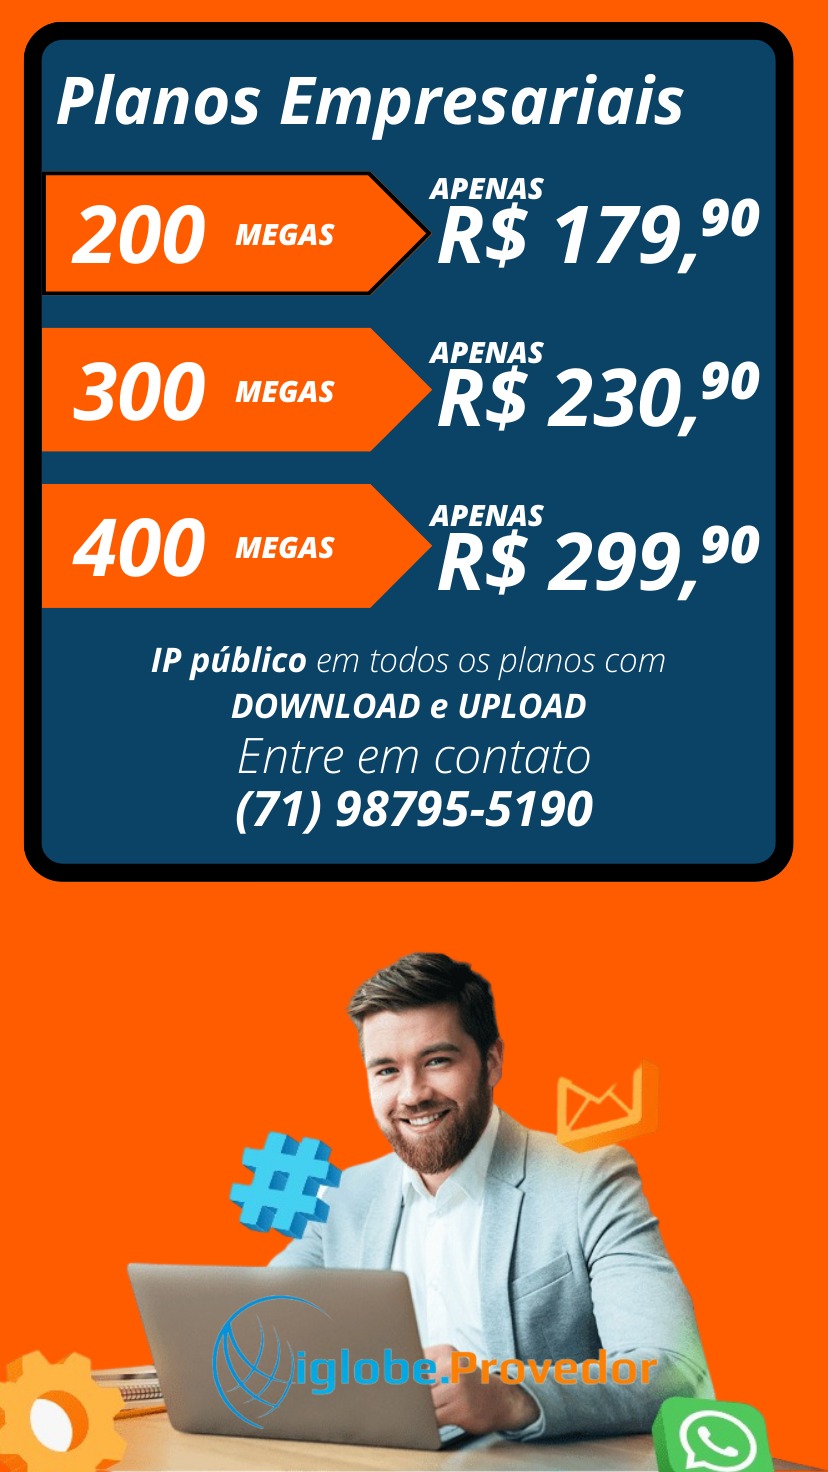 Planos Empresariais
200 MEGAS
APENAS
R$ 179,90
300 MEGAS
APENAS
R$ 230,90
400 MEGAS
APENAS
R$ 299,90
IP público em todos os planos com
DOWNLOAD e UPLOAD
Entre em contato
(71) 98795-5190
iglobe.Provedor